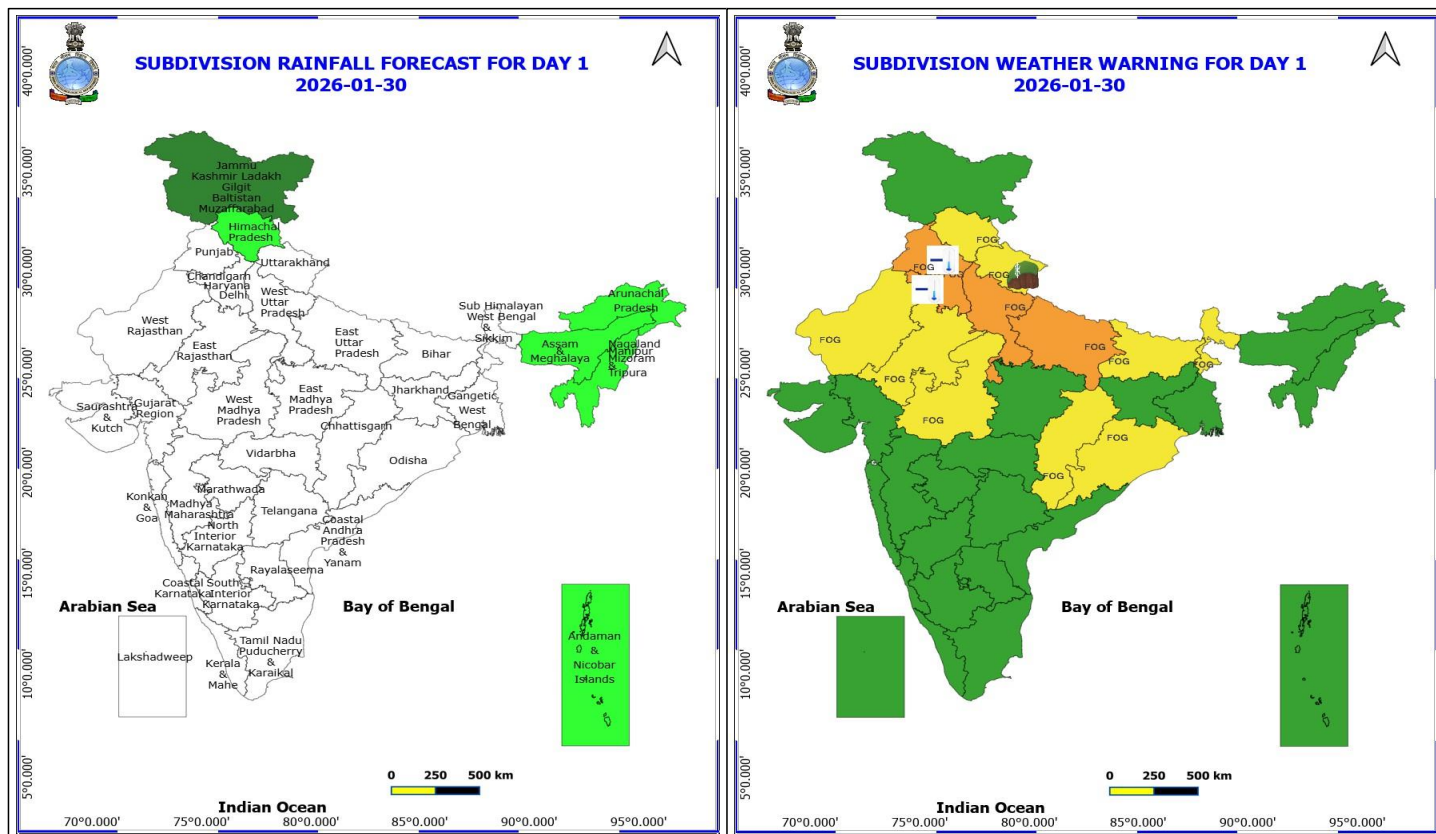 SUBDIVISION RAINFALL FORECAST FOR DAY 1
2026-01-30
40°0.000'
35°0.000'
30°0.000'
25°0.000'
20°0.000'
15°0.000'
10°0.000'
5°0.000'
Jammu
Kashmir Ladakh
Gilgit
Baltistan
Muzaffarabad
Himachal
Pradesh
Punjab
Uttarakhand
Chandigarh
Haryana
Delhi
West
Uttar
Pradesh
West
Rajasthan
East
Rajasthan
East
Uttar
Pradesh
Bihar
Sub Himalayan
West Bengal
&
Sikkim
Arunachal
Pradesh
Assam
&
Meghalaya
Nagaland
Manipur
Mizoram
&
Tripura
Saurashtra
&
Kutch
Gujarat
Region
West
Madhya
Pradesh
East
Madhya
Pradesh
Jharkhand
Gangetic
West
Bengal
Chhattisgarh
Vidarbha
Odisha
Konkan
&
Goa
Madhya
Maharashtra
Marathwada
Telangana
North
Interior
Karnataka
Coastal
Andhra
Pradesh
&
Yanam
Rayalaseema
Coastal
Karnataka
South
Interior
Karnataka
Arabian Sea
Bay of Bengal
Lakshadweep
Kerala
&
Mahe
Tamil Nadu
Puducherry
&
Karaikal
Andaman
&
Nicobar
Islands
0 250 500 km
Indian Ocean
70°0.000' 75°0.000' 80°0.000' 85°0.000' 90°0.000' 95°0.000'
SUBDIVISION WEATHER WARNING FOR DAY 1
2026-01-30
40°0.000'
35°0.000'
30°0.000'
25°0.000'
20°0.000'
15°0.000'
10°0.000'
5°0.000'
FOG
FOG
FOG
FOG
FOG
FOG
FOG
FOG
FOG
FOG
FOG
FOG
FOG
Arabian Sea
Bay of Bengal
0 250 500 km
Indian Ocean
70°0.000' 75°0.000' 80°0.000' 85°0.000' 90°0.000' 95°0.000'